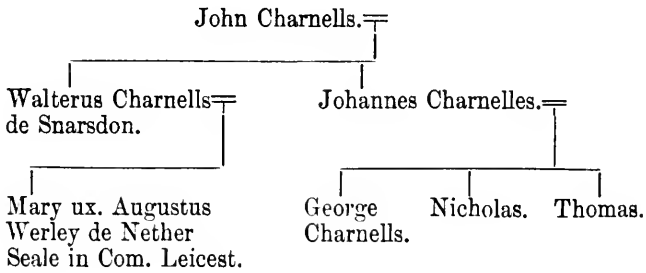 John Charnells.
Walterus Charnells
de Snarsdon.
Johannes Charnelles.
Mary ux. Augustus
Werley de Nether
Seale in Com. Leicest.
George
Charnells.
Nicholas.
Thomas.